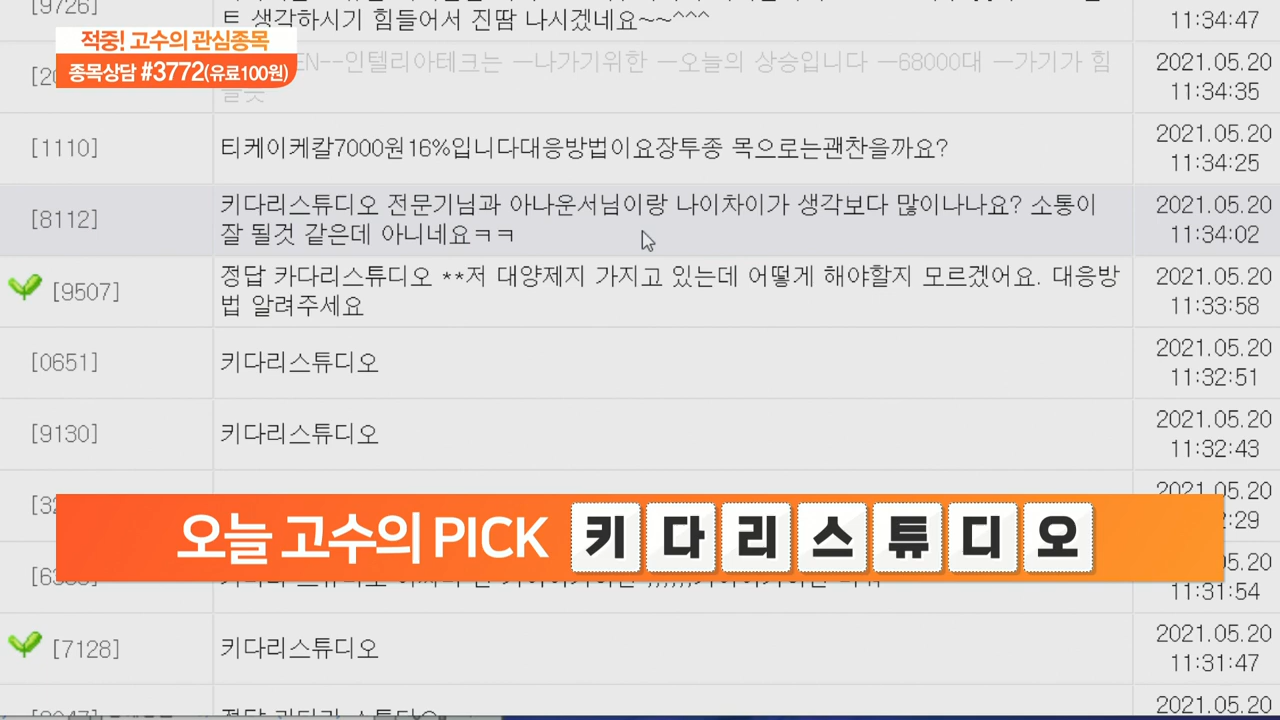 [9726]
트 생각하시기 힘들어서 진땀 나시겠네요~~^^^
11:34:47
적중! 고수의 관심종목
종목상담 #3772(유료100원)
EN--인텔리아테크는 ㅡ나가기위한 ㅡ오늘의 상승입니다 ㅡ68000대 ㅡ가기가 힘
2021.05.20
11:34:35
[1110]
티케이케칼7000원16%입니다대응방법이요장투종 목으로는괜찬을까요?
2021.05.20
11:34:25
[8112]
키다리스튜디오 전문기님과 아나운서님이랑 나이차이가 생각보다 많이나나요? 소통이
잘 될것 같은데 아니네요ㅋㅋ
2021.05.20
11:34:02
[9507]
정답 카다리스튜디오 **저 대양제지 가지고 있는데 어떻게 해야할지 모르겠어요. 대응방
법 알려주세요
2021.05.20
11:33:58
[0651]
키다리스튜디오
2021.05.20
11:32:51
[9130]
키다리스튜디오
2021.05.20
11:32:43
2021.05.20
오늘 고수의 PICK 키다리스튜디오
:29
11:31:54
[7128]
키다리스튜디오
2021.05.20
11:31:47
2021.05.20